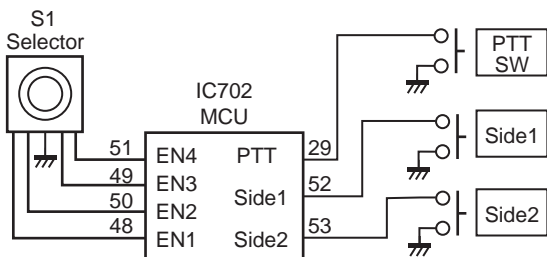 S1
Selector
IC702
MCU
PTT
SW
51 EN4 PTT 29
49 EN3
Side1 52
50 EN2
48 EN1 Side2 53
Side1
Side2